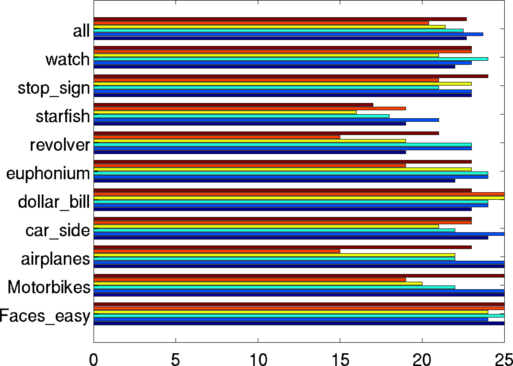 all
watch
stop_sign
starfish
revolver
euphonium
dollar_bill
car_side
airplanes
Motorbikes
Faces_easy
0 5 10 15 20 25